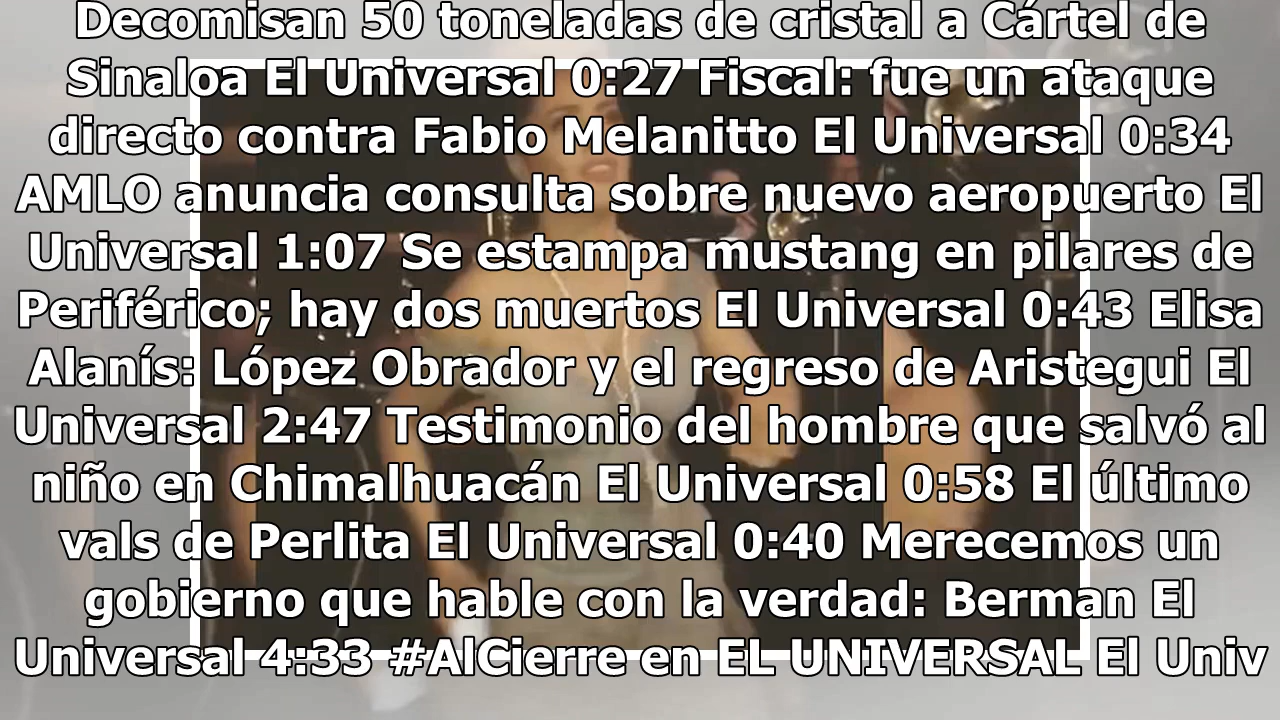 Decomisan 50 toneladas de cristal a Cártel de
Sinaloa El Universal 0:27 Fiscal: fue un ataque
directo contra Fabio Melanitto El Universal 0:34
AMLO anuncia consulta sobre nuevo aeropuerto El
Universal 1:07 Se estampa mustang en pilares de
Periférico; hay dos muertos El Universal 0:43 Elisa
Alanís: López Obrador y el regreso de Aristegui El
Universal 2:47 Testimonio del hombre que salvó al
niño en Chimalhuacán El Universal 0:58 El último
vals de Perlita El Universal 0:40 Merecemos un
gobierno que hable con la verdad: Berman El
Universal 4:33 #AlCierre en EL UNIVERSAL El Univ